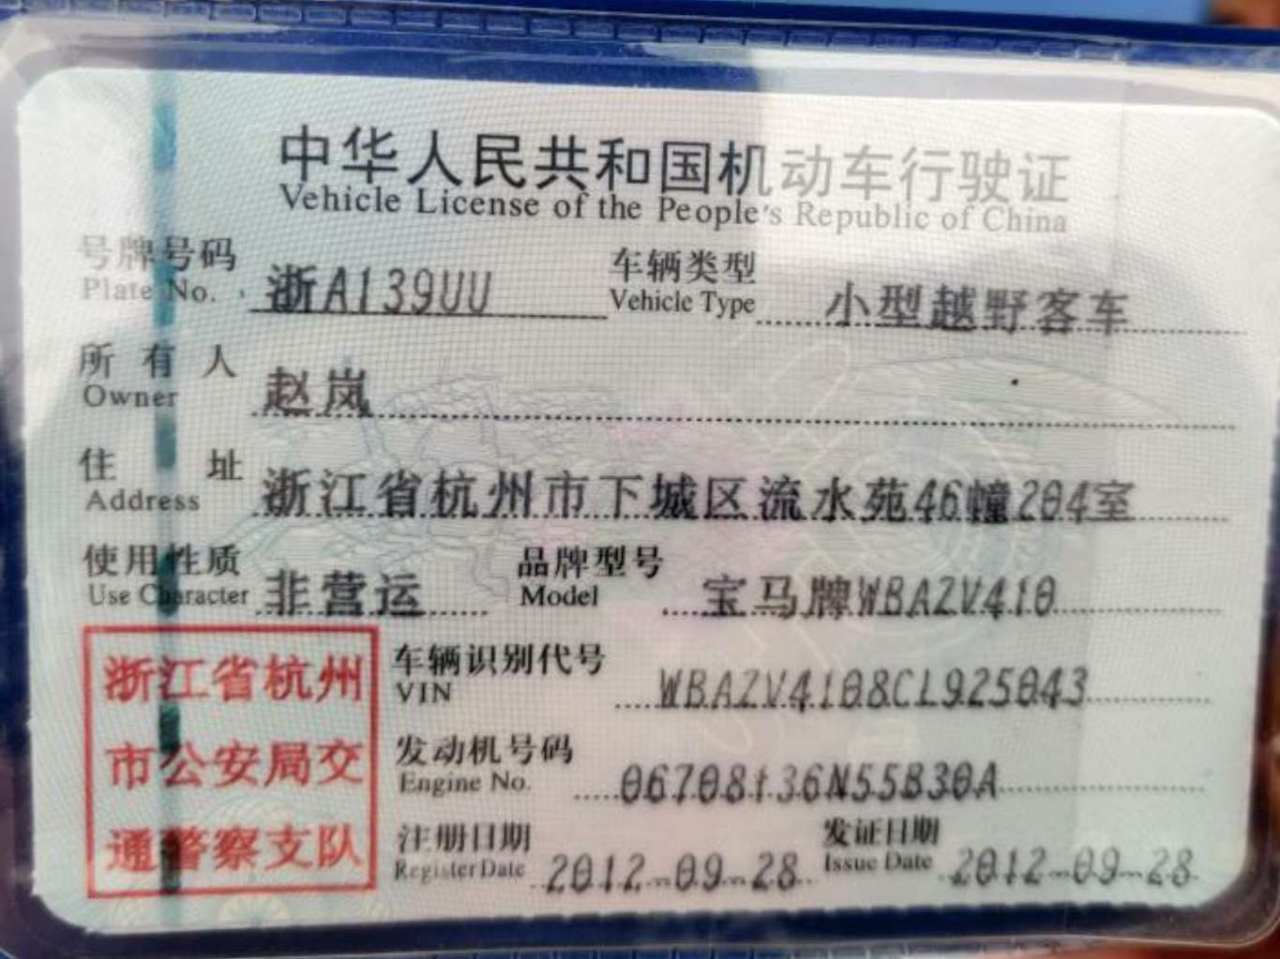 中华人民共和国机动车行驶证
Vehicle License of the People's Republic of China
号牌号码 浙A139UU 车辆类型 小型越野客车
Plate No. Vehicle Type
所有人 赵岚
Owner
住址 浙江省杭州市下城区流水苑46幢204室
Address
使用性质 非营运 品牌型号 宝马牌WBAZV410
Use Character Model
浙江省杭州
市公安局交
通警察支队
车辆识别代号 WBAZV4108CL925043
VIN
发动机号码 06708136N55B30A
Engine No.
注册日期 2012-09-28 发证日期 2012-09-28
Register Date Issue Date